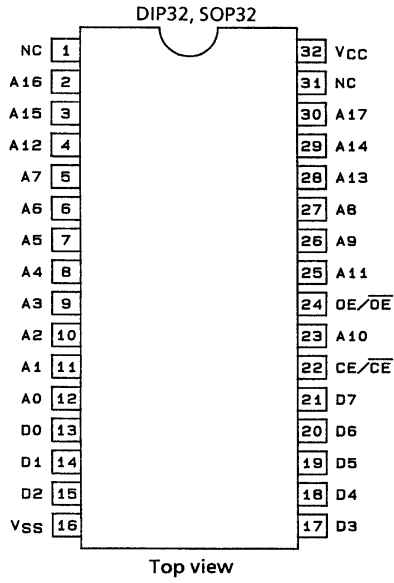 DIP32, SOP32
NC 1 32 VCC
A16 2 31 NC
A15 3 30 A17
A12 4 29 A14
A7 5 28 A13
A6 6 27 A8
A5 7 26 A9
A4 8 25 A11
A3 9 24 OE/O̅E̅
A2 10 23 A10
A1 11 22 CE/C̅E̅
A0 12 21 D7
D0 13 20 D6
D1 14 19 D5
D2 15 18 D4
VSS 16 17 D3
Top view